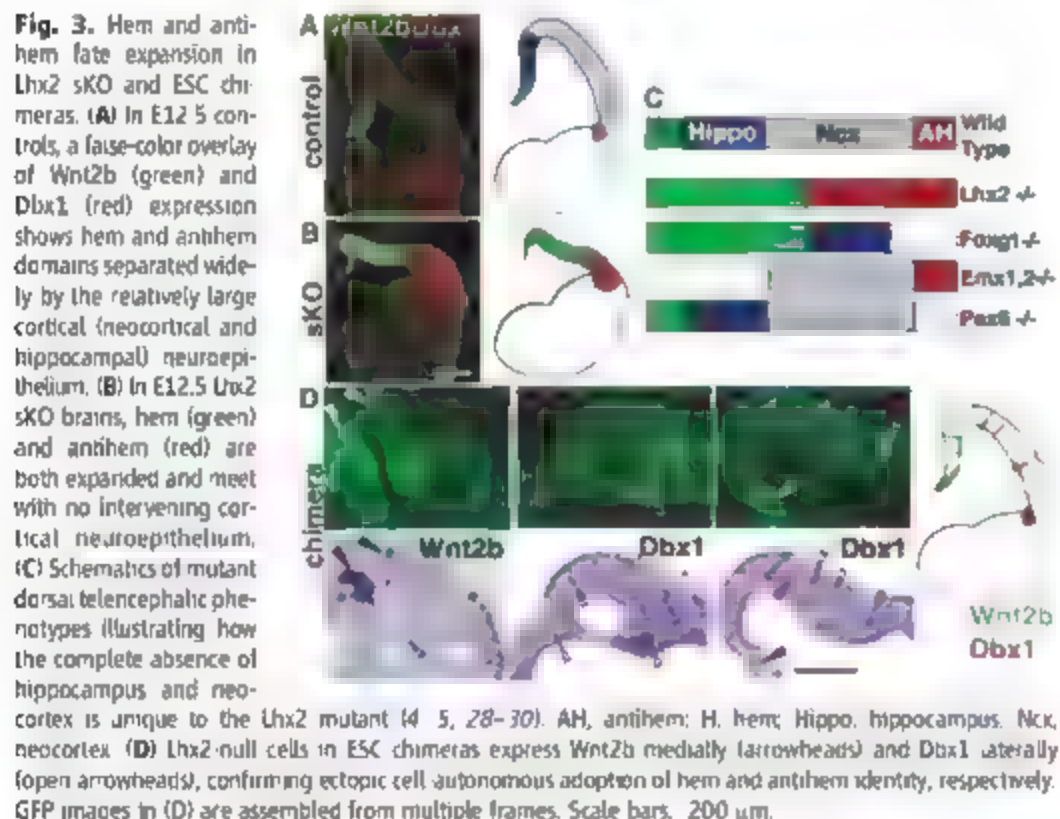 Fig. 3. Hem and anti-
hem fate expansion in
Lhx2 sKO and ESC chi-
meras. (A) In E12.5 con-
trols, a false-color overlay
of Wnt2b (green) and
Dbx1 (red) expression
shows hem and antihem
domains separated wide-
ly by the relatively large
cortical (neocortical and
hippocampal) neuroepi-
thelium. (B) In E12.5 Lhx2
sKO brains, hem (green)
and antihem (red) are
both expanded and meet
with no intervening cor-
tical neuroepithelium.
(C) Schematics of mutant
dorsal telencephalic phe-
notypes illustrating how
the complete absence of
hippocampus and neo-
cortex is unique to the Lhx2 mutant (4, 5, 28–30). AH, antihem; H, hem; Hippo, hippocampus; Ncx,
neocortex. (D) Lhx2-null cells in ESC chimeras express Wnt2b medially (arrowheads) and Dbx1 laterally
(open arrowheads), confirming ectopic cell-autonomous adoption of hem and antihem identity, respectively.
GFP images in (D) are assembled from multiple frames. Scale bars, 200 μm.
A
Wnt2b Dbx1
control
B
sKO
C
Hippo Ncx AH Wild
Type
Lhx2 -/-
Foxg1 -/-
Emx1,2-/-
Pax6 -/-
D
chimera
Wnt2b Dbx1 Dbx1
Wnt2b
Dbx1